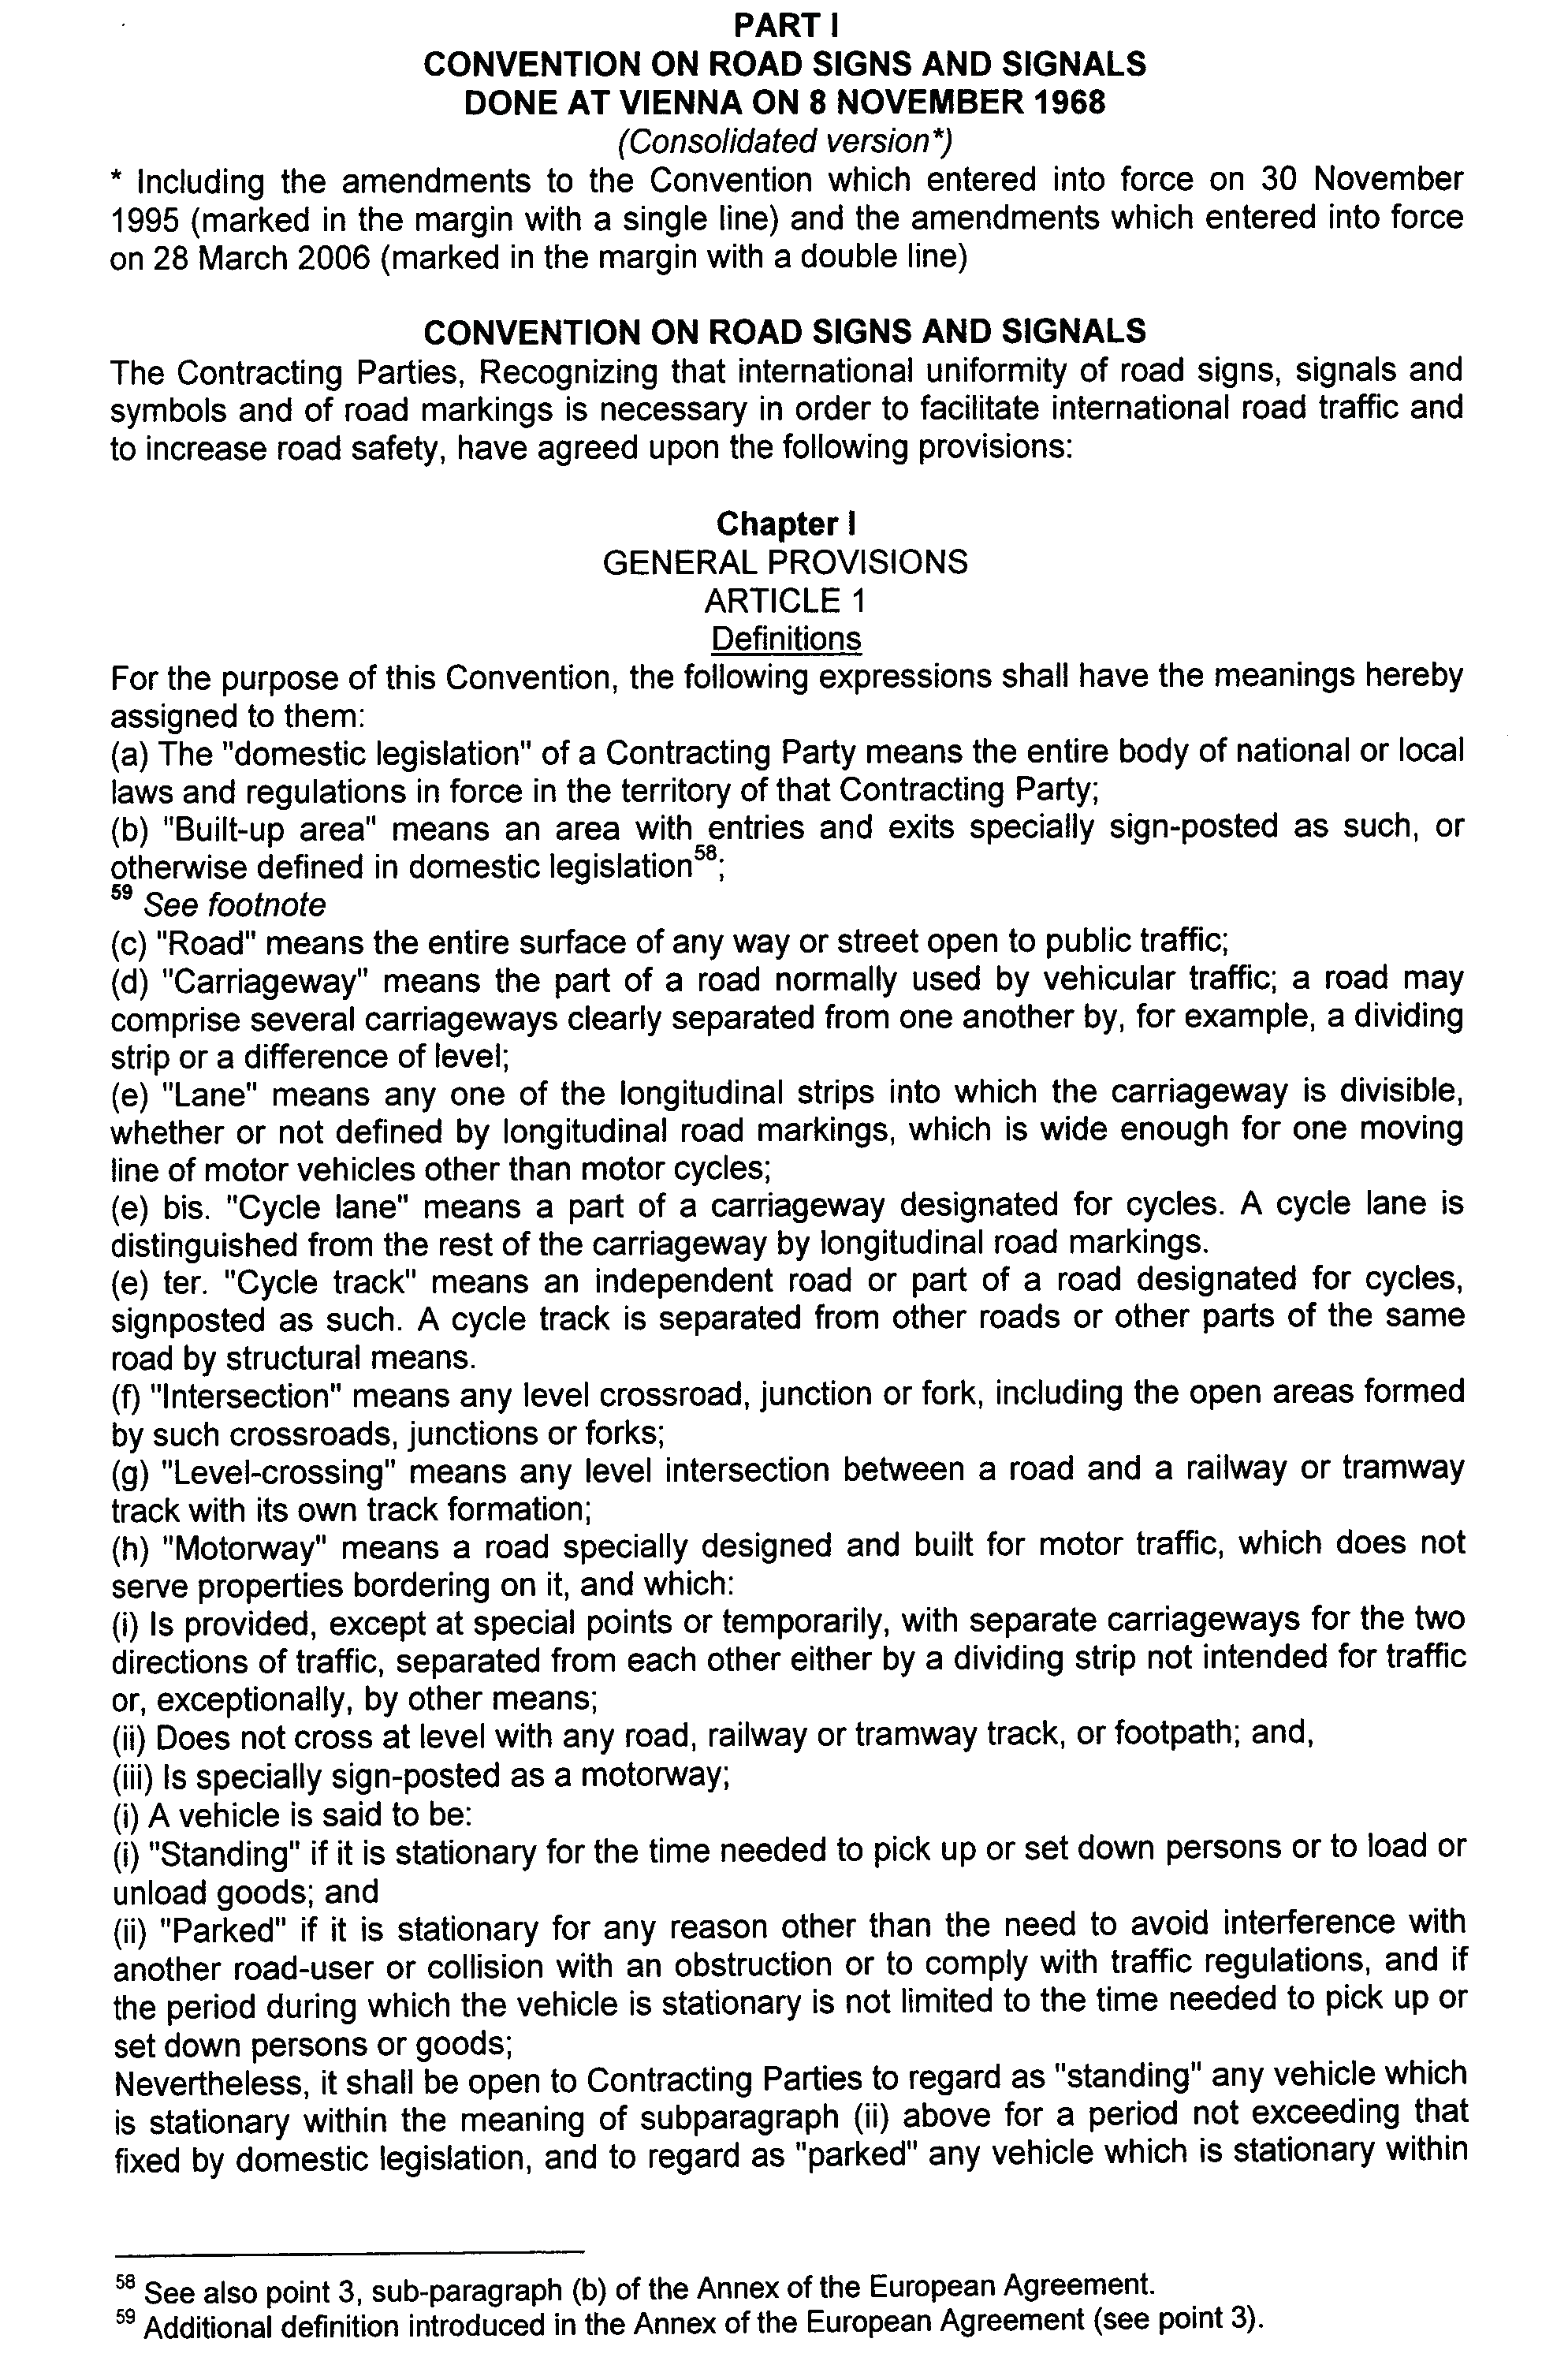 PART I
CONVENTION ON ROAD SIGNS AND SIGNALS
DONE AT VIENNA ON 8 NOVEMBER 1968
(Consolidated version*)
* Including the amendments to the Convention which entered into force on 30 November
1995 (marked in the margin with a single line) and the amendments which entered into force
on 28 March 2006 (marked in the margin with a double line)
CONVENTION ON ROAD SIGNS AND SIGNALS
The Contracting Parties, Recognizing that international uniformity of road signs, signals and
symbols and of road markings is necessary in order to facilitate international road traffic and
to increase road safety, have agreed upon the following provisions:
Chapter I
GENERAL PROVISIONS
ARTICLE 1
Definitions
For the purpose of this Convention, the following expressions shall have the meanings hereby
assigned to them:
(a) The "domestic legislation" of a Contracting Party means the entire body of national or local
laws and regulations in force in the territory of that Contracting Party;
(b) "Built-up area" means an area with entries and exits specially sign-posted as such, or
otherwise defined in domestic legislation58;
59 See footnote
(c) "Road" means the entire surface of any way or street open to public traffic;
(d) "Carriageway" means the part of a road normally used by vehicular traffic; a road may
comprise several carriageways clearly separated from one another by, for example, a dividing
strip or a difference of level;
(e) "Lane" means any one of the longitudinal strips into which the carriageway is divisible,
whether or not defined by longitudinal road markings, which is wide enough for one moving
line of motor vehicles other than motor cycles;
(e) bis. "Cycle lane" means a part of a carriageway designated for cycles. A cycle lane is
distinguished from the rest of the carriageway by longitudinal road markings.
(e) ter. "Cycle track" means an independent road or part of a road designated for cycles,
signposted as such. A cycle track is separated from other roads or other parts of the same
road by structural means.
(f) "Intersection" means any level crossroad, junction or fork, including the open areas formed
by such crossroads, junctions or forks;
(g) "Level-crossing" means any level intersection between a road and a railway or tramway
track with its own track formation;
(h) "Motorway" means a road specially designed and built for motor traffic, which does not
serve properties bordering on it, and which:
(i) Is provided, except at special points or temporarily, with separate carriageways for the two
directions of traffic, separated from each other either by a dividing strip not intended for traffic
or, exceptionally, by other means;
(ii) Does not cross at level with any road, railway or tramway track, or footpath; and,
(iii) Is specially sign-posted as a motorway;
(i) A vehicle is said to be:
(i) "Standing" if it is stationary for the time needed to pick up or set down persons or to load or
unload goods; and
(ii) "Parked" if it is stationary for any reason other than the need to avoid interference with
another road-user or collision with an obstruction or to comply with traffic regulations, and if
the period during which the vehicle is stationary is not limited to the time needed to pick up or
set down persons or goods;
Nevertheless, it shall be open to Contracting Parties to regard as "standing" any vehicle which
is stationary within the meaning of subparagraph (ii) above for a period not exceeding that
fixed by domestic legislation, and to regard as "parked" any vehicle which is stationary within
58 See also point 3, sub-paragraph (b) of the Annex of the European Agreement.
59 Additional definition introduced in the Annex of the European Agreement (see point 3).